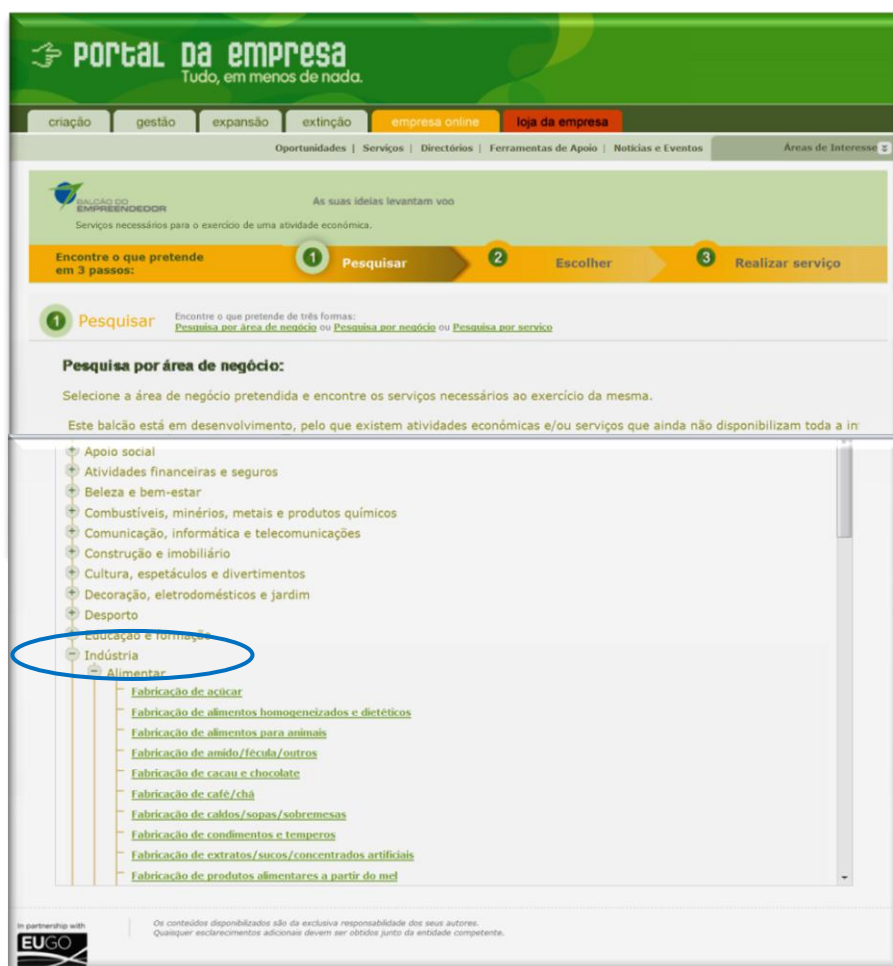 PORTAL DA EMPRESA
Tudo, em menos de nada.
criação gestão expansão extinção empresa online loja da empresa
Oportunidades | Serviços | Directórios | Ferramentas de Apoio | Notícias e Eventos Áreas de Interesse
BALCÃO DO
EMPREENDEDOR
As suas ideias levantam voo
Serviços necessários para o exercício de uma atividade económica.
Encontre o que pretende
em 3 passos:
1 Pesquisar 2 Escolher 3 Realizar serviço
1 Pesquisar
Encontre o que pretende de três formas:
Pesquisa por área de negócio ou Pesquisa por negócio ou Pesquisa por serviço
Pesquisa por área de negócio:
Selecione a área de negócio pretendida e encontre os serviços necessários ao exercício da mesma.
Este balcão está em desenvolvimento, pelo que existem atividades económicas e/ou serviços que ainda não disponibilizam toda a in
Apoio social
Atividades financeiras e seguros
Beleza e bem-estar
Combustíveis, minérios, metais e produtos químicos
Comunicação, informática e telecomunicações
Construção e imobiliário
Cultura, espetáculos e divertimentos
Decoração, eletrodomésticos e jardim
Desporto
Educação e formação
Indústria
Alimentar
Fabricação de açúcar
Fabricação de alimentos homogeneizados e dietéticos
Fabricação de alimentos para animais
Fabricação de amido/fécula/outros
Fabricação de cacau e chocolate
Fabricação de café/chá
Fabricação de caldos/sopas/sobremesas
Fabricação de condimentos e temperos
Fabricação de extratos/sucos/concentrados artificiais
Fabricação de produtos alimentares a partir do mel
In partnership with
EUGO
Os conteúdos disponibilizados são da exclusiva responsabilidade dos seus autores.
Quaisquer esclarecimentos adicionais devem ser obtidos junto da entidade competente.